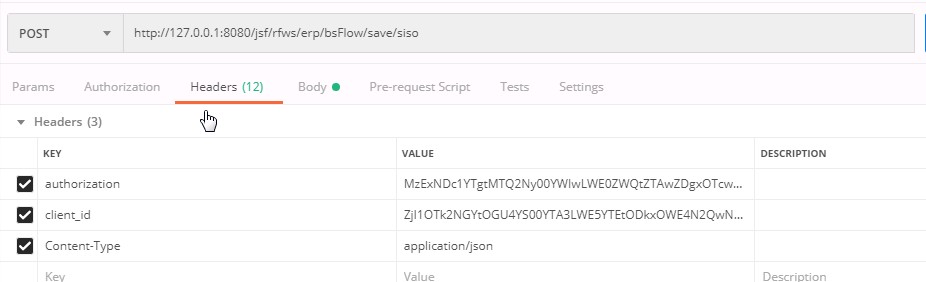 POST http://127.0.0.1:8080/jsf/rfws/erp/bsFlow/save/siso
Params Authorization Headers (12) Body Pre-request Script Tests Settings
Headers (3)
KEY VALUE DESCRIPTION
authorization MzExNDc1YTgtMTQ2Ny00YWIwLWE0ZWQtZTAwZDgxOTcw...
client_id ZjI1OTk2NGYtOGU4YS00YTA3LWE5YTEtODkxOWE4N2QwN...
Content-Type application/json
Key Value Description